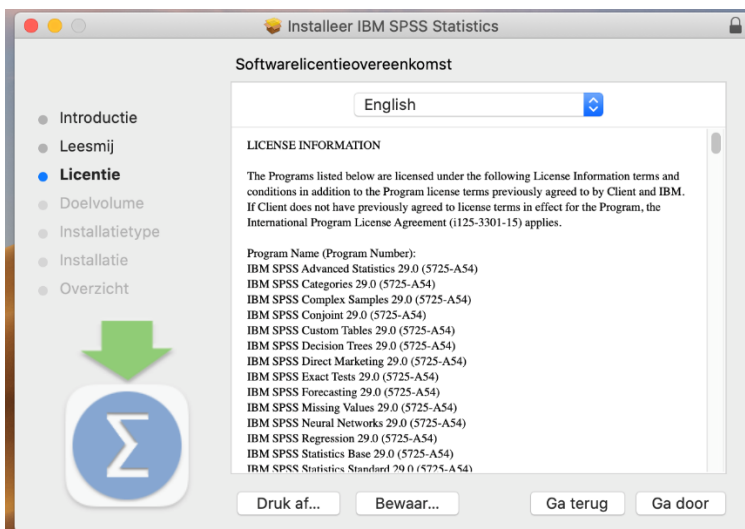 Installeer IBM SPSS Statistics
Softwarelicentieovereenkomst
Introductie
Leesmij
Licentie
Doelvolume
Installatietype
Installatie
Overzicht
English
LICENSE INFORMATION
The Programs listed below are licensed under the following License Information terms and
conditions in addition to the Program license terms previously agreed to by Client and IBM.
If Client does not have previously agreed to license terms in effect for the Program, the
International Program License Agreement (i125-3301-15) applies.
Program Name (Program Number):
IBM SPSS Advanced Statistics 29.0 (5725-A54)
IBM SPSS Categories 29.0 (5725-A54)
IBM SPSS Complex Samples 29.0 (5725-A54)
IBM SPSS Conjoint 29.0 (5725-A54)
IBM SPSS Custom Tables 29.0 (5725-A54)
IBM SPSS Decision Trees 29.0 (5725-A54)
IBM SPSS Direct Marketing 29.0 (5725-A54)
IBM SPSS Exact Tests 29.0 (5725-A54)
IBM SPSS Forecasting 29.0 (5725-A54)
IBM SPSS Missing Values 29.0 (5725-A54)
IBM SPSS Neural Networks 29.0 (5725-A54)
IBM SPSS Regression 29.0 (5725-A54)
IBM SPSS Statistics Base 29.0 (5725-A54)
IBM SPSS Statistics Standard 29.0 (5725-A54)
Σ
Druk af... Bewaar... Ga terug Ga door